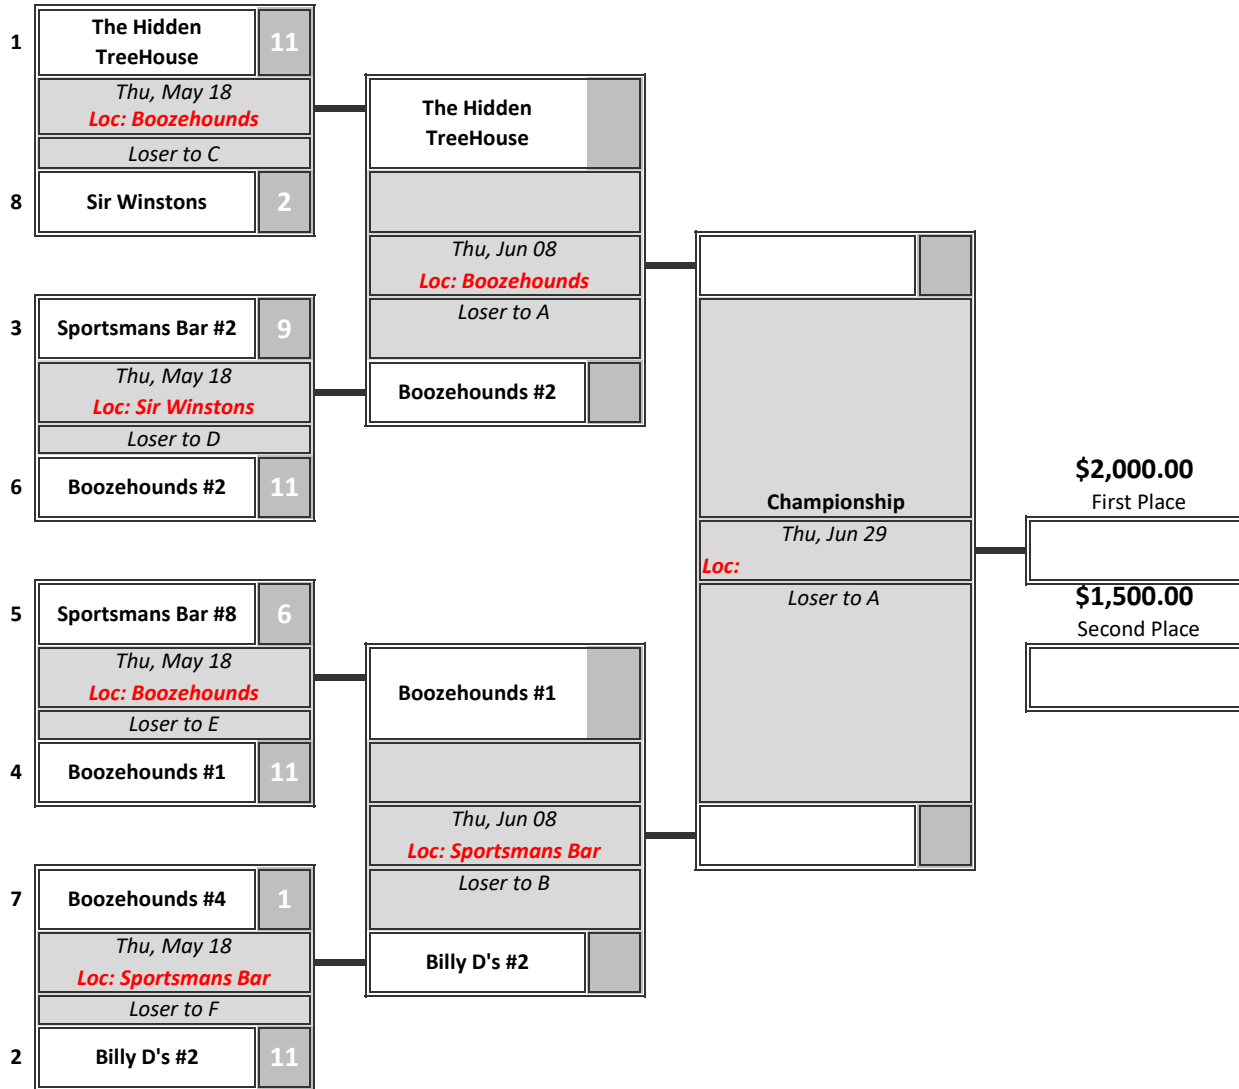 1
The Hidden
TreeHouse
11
Thu, May 18
Loc: Boozehounds
Loser to C
8
Sir Winstons
2
3
Sportsmans Bar #2
9
Thu, May 18
Loc: Sir Winstons
Loser to D
6
Boozehounds #2
11
5
Sportsmans Bar #8
6
Thu, May 18
Loc: Boozehounds
Loser to E
4
Boozehounds #1
11
7
Boozehounds #4
1
Thu, May 18
Loc: Sportsmans Bar
Loser to F
2
Billy D's #2
11
The Hidden
TreeHouse
Thu, Jun 08
Loc: Boozehounds
Loser to A
Boozehounds #2
Boozehounds #1
Thu, Jun 08
Loc: Sportsmans Bar
Loser to B
Billy D's #2
Championship
Thu, Jun 29
Loc:
Loser to A
$2,000.00
First Place
$1,500.00
Second Place